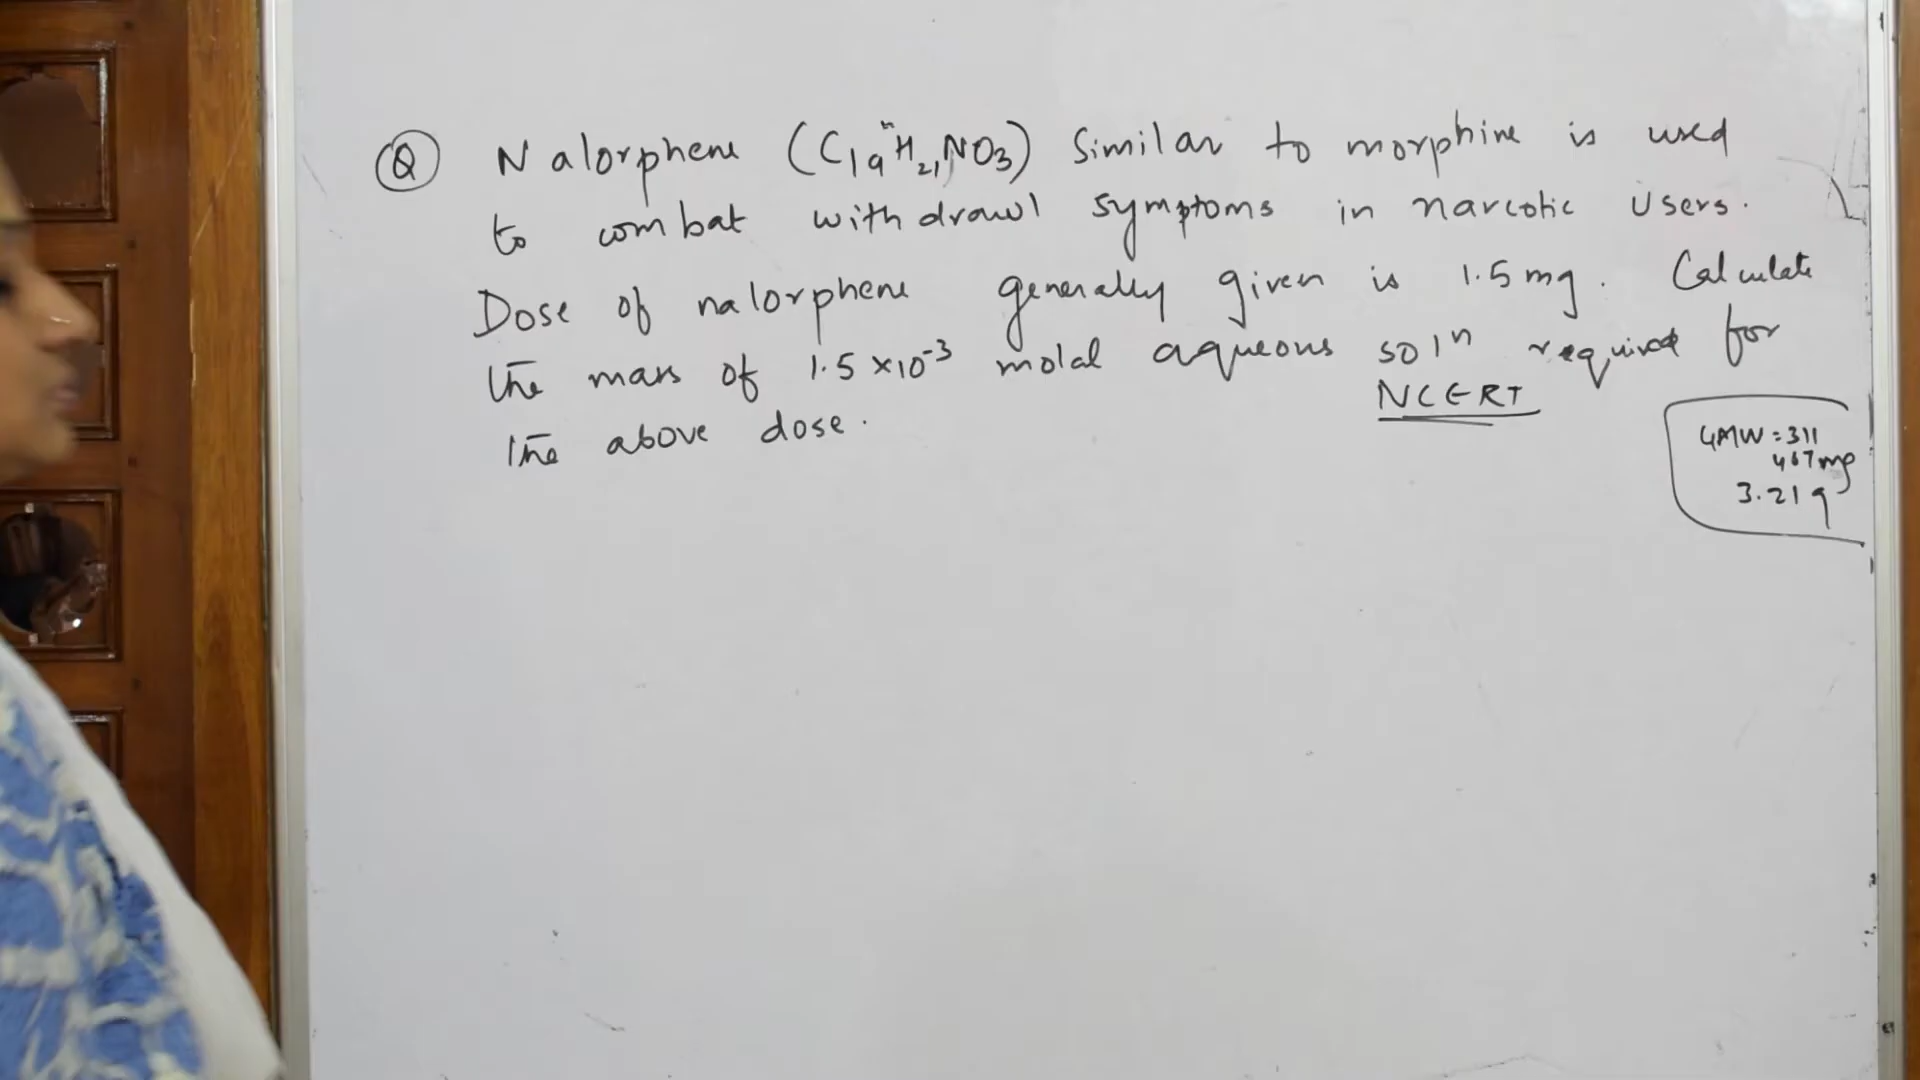 Q Nalorphene (C19H21NO3) Similar to morphine is used
to combat withdrawl symptoms in narcotic Users.
Dose of nalorphene generally given is 1.5 mg. Calculate
the mass of 1.5 × 10⁻³ molal aqueous solⁿ required for
the above dose.
NCERT
GMW = 311
467 mg
3.21 g